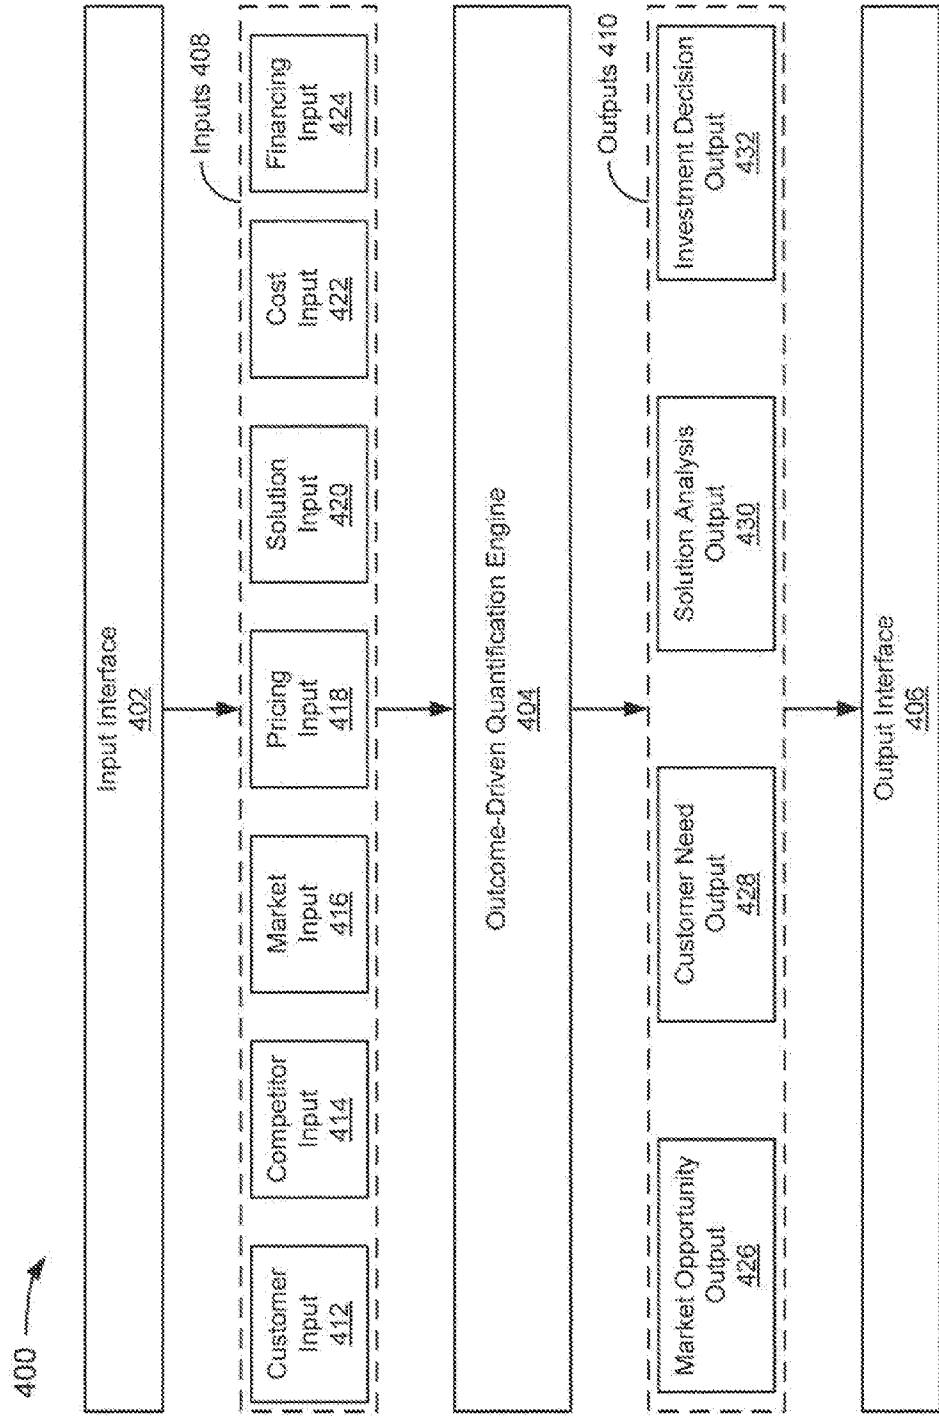 400
Input Interface
402
Inputs 408
Customer
Input
412
Competitor
Input
414
Market
Input
416
Pricing
Input
418
Solution
Input
420
Cost
Input
422
Financing
Input
424
Outcome-Driven Quantification Engine
404
Outputs 410
Market Opportunity
Output
426
Customer Need
Output
428
Solution Analysis
Output
430
Investment Decision
Output
432
Output Interface
406